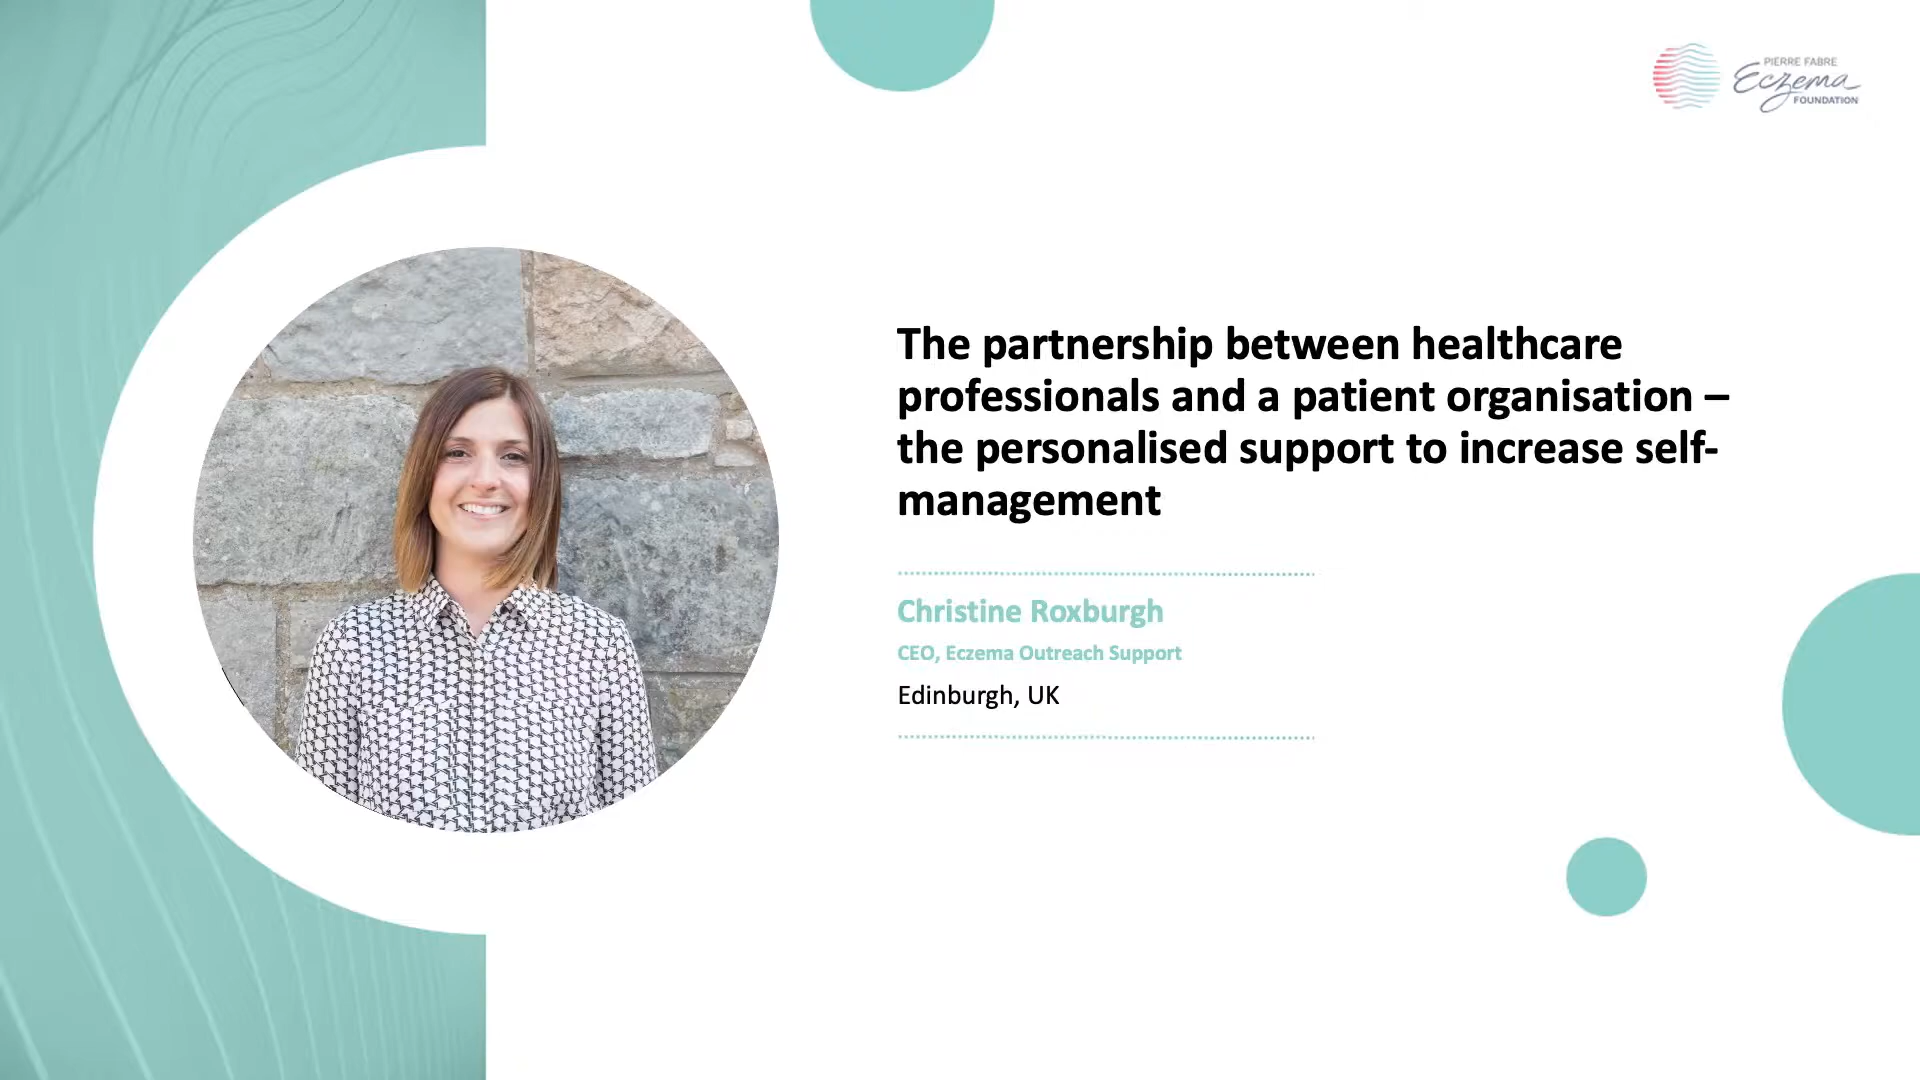 PIERRE FABRE
Eczema
FOUNDATION
The partnership between healthcare
professionals and a patient organisation –
the personalised support to increase self-
management
Christine Roxburgh
CEO, Eczema Outreach Support
Edinburgh, UK